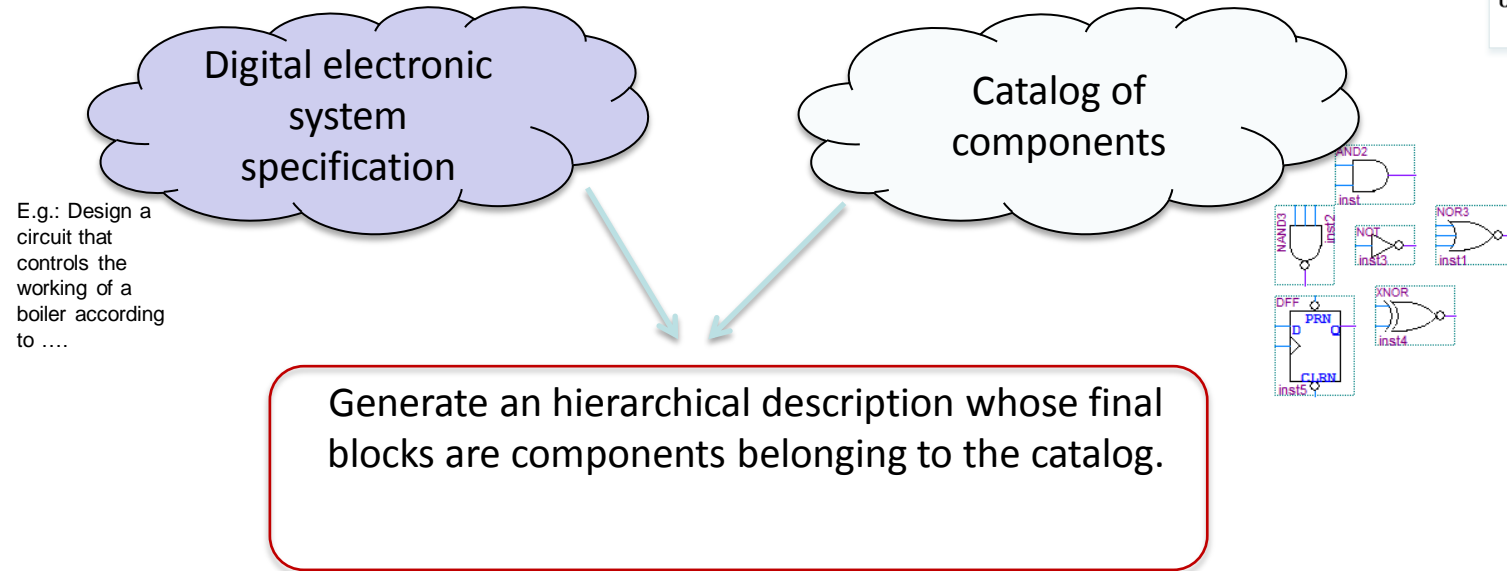 Digital electronic
system
specification
Catalog of
components
E.g.: Design a
circuit that
controls the
working of a
boiler according
to ….
AND2
inst
NAND3
inst2
NOT
inst3
NOR3
inst1
DFF
PRN
D
Q
CLRN
inst5
XNOR
inst4
Generate an hierarchical description whose final
blocks are components belonging to the catalog.